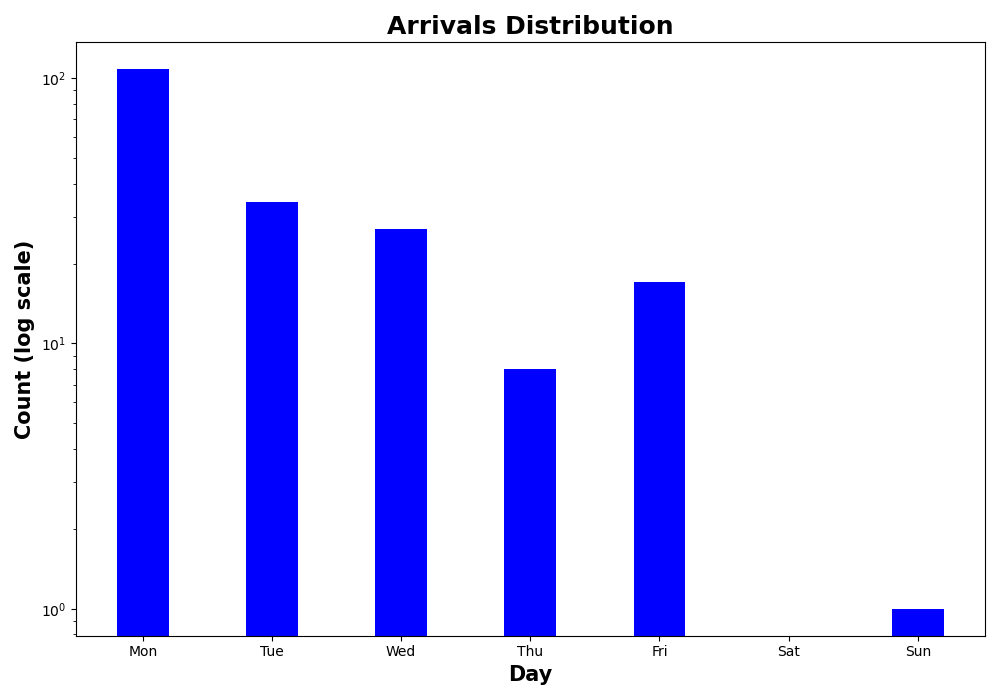 Arrivals Distribution
Count (log scale)
10²
10¹
10⁰
Mon Tue Wed Thu Fri Sat Sun
Day